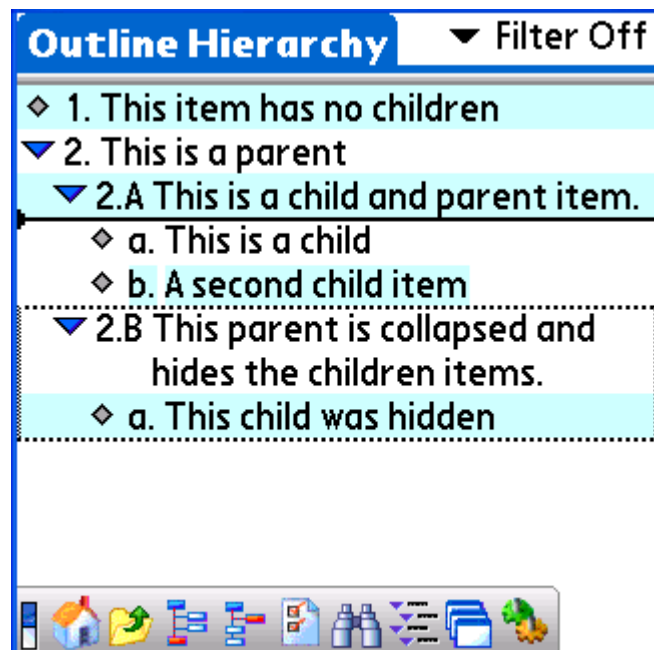 Outline Hierarchy
Filter Off
1. This item has no children
2. This is a parent
2.A This is a child and parent item.
a. This is a child
b. A second child item
2.B This parent is collapsed and
hides the children items.
a. This child was hidden